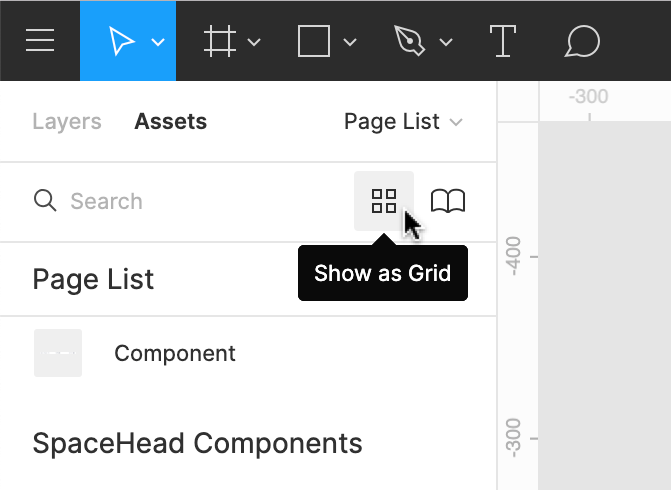 Layers Assets Page List
-300
Search
-400
Show as Grid
Page List
Component
-300
SpaceHead Components